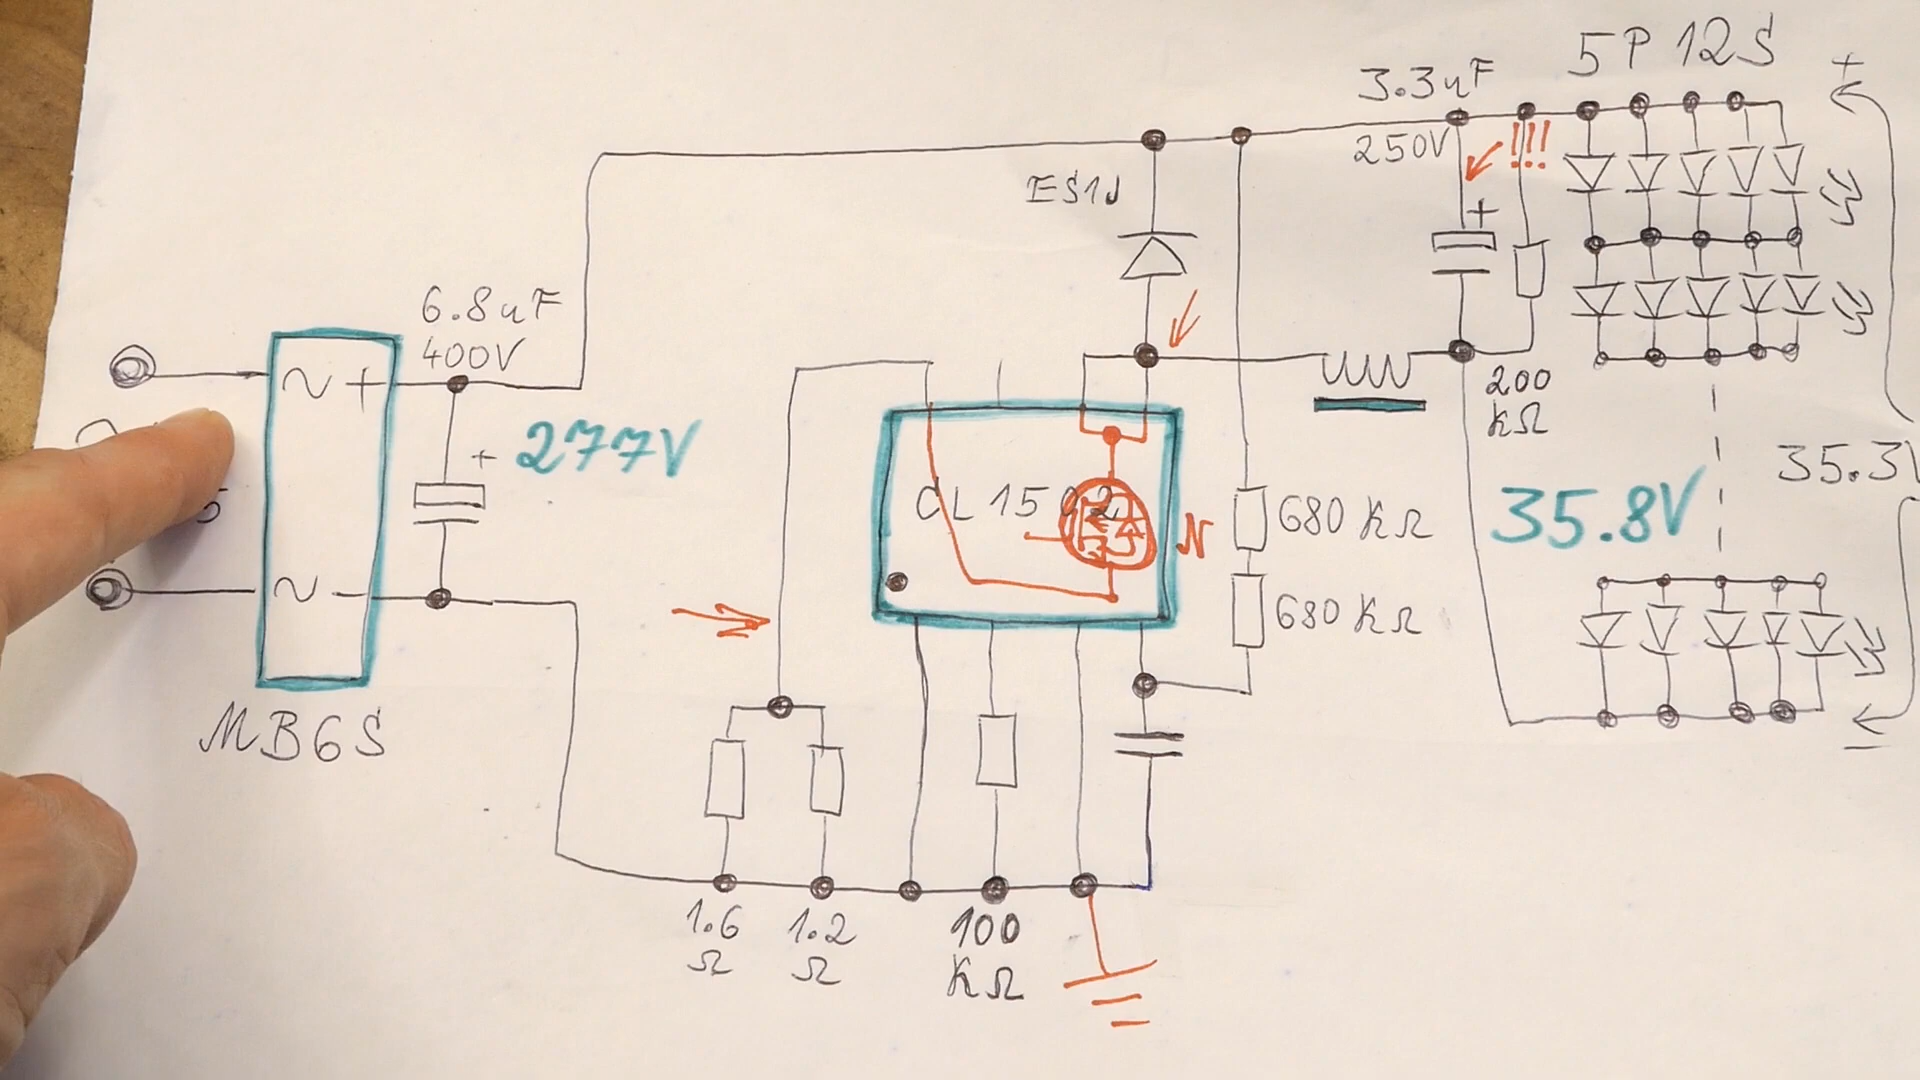 5P 12S
+
3.3uF
250V
!!!
ES1J
+
6.8uF
400V
~ +
+
277V
200
KΩ
35.3V
CL1502
N
680 KΩ
35.8V
~ -
680 KΩ
MB6S
-
1.6
Ω
1.2
Ω
100
KΩ